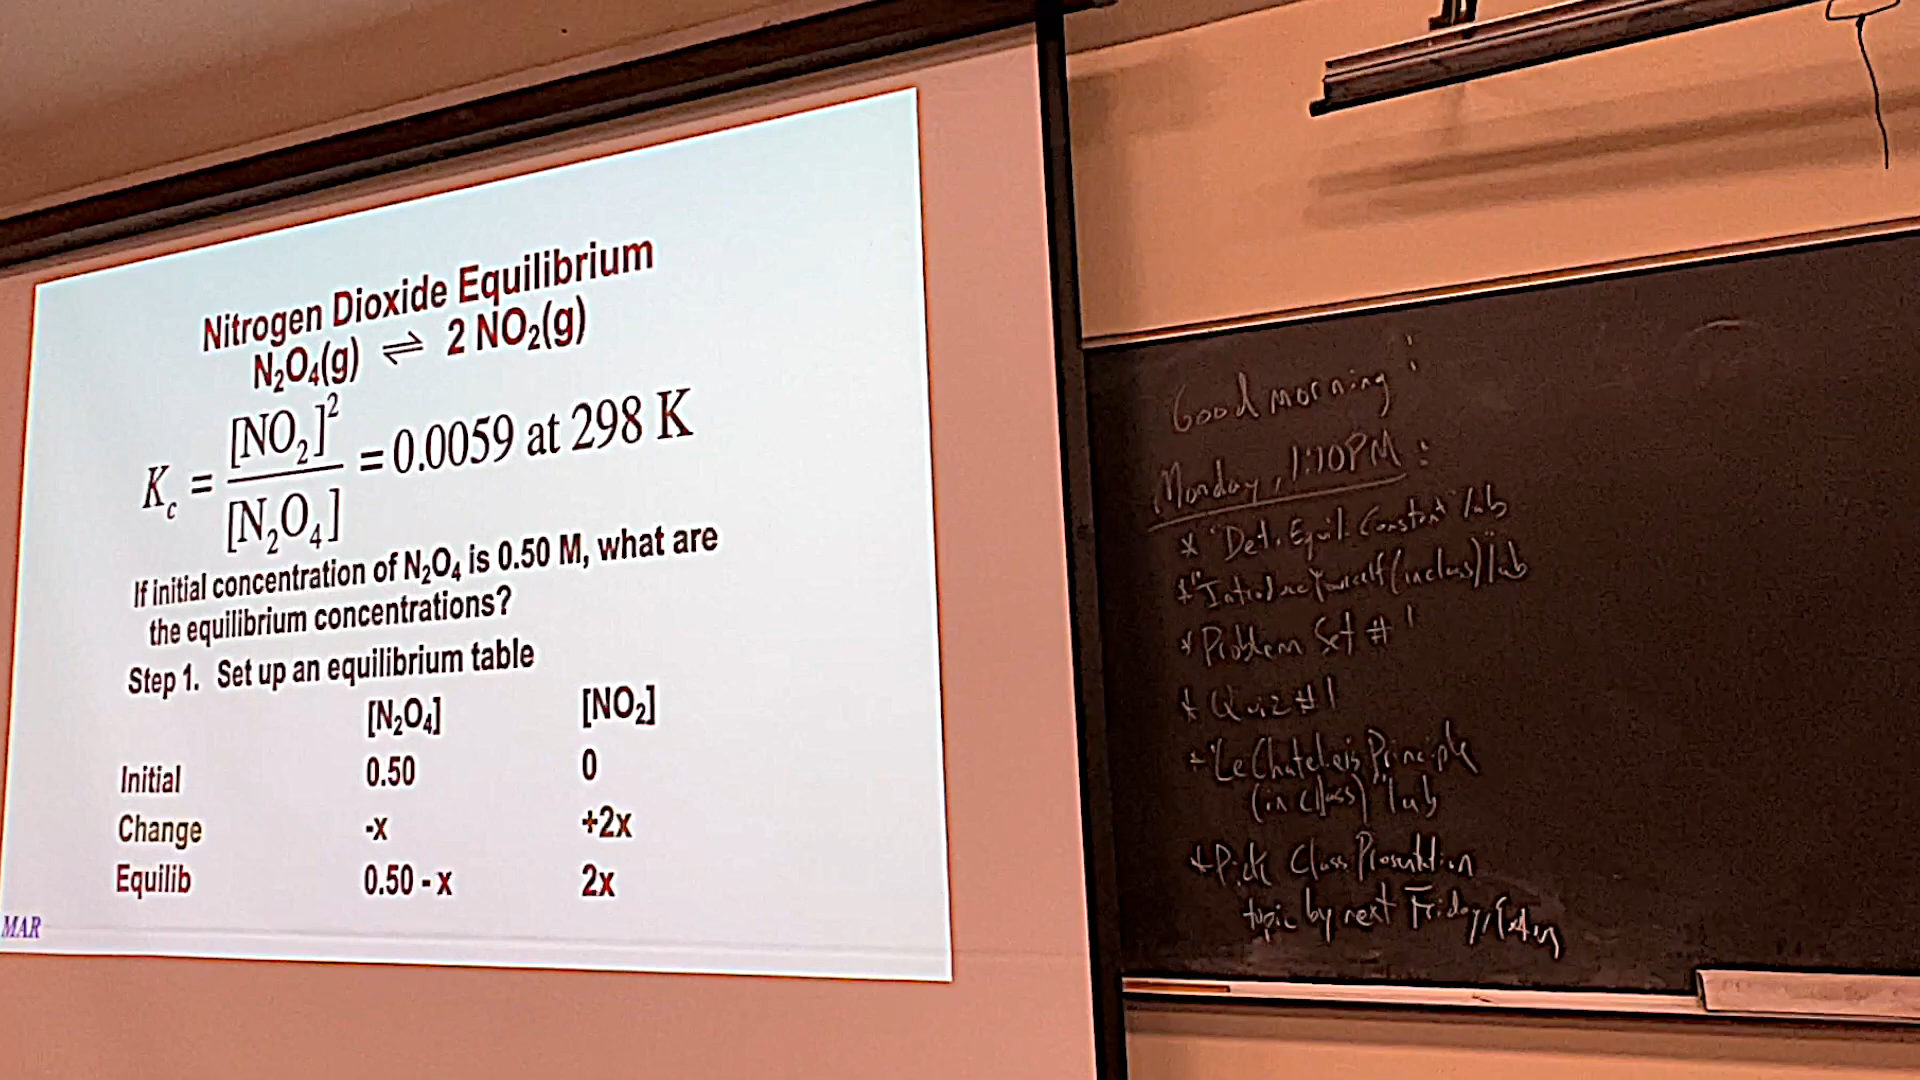 Nitrogen Dioxide Equilibrium
N₂O₄(g) ⇌ 2 NO₂(g)
K_c = [NO₂]² / [N₂O₄] = 0.0059 at 298 K
If initial concentration of N₂O₄ is 0.50 M, what are
the equilibrium concentrations?
Step 1. Set up an equilibrium table
[N₂O₄] [NO₂]
Initial 0.50 0
Change -x +2x
Equilib 0.50 - x 2x
MAR
Good morning!
Monday, 1:10PM:
* "Det. Equil. Constant" lab
* "Introduce Yourself (in class)" lab
* Problem Set #1
* Quiz #1
* "Le Chatelier's Principle
(in class)" lab
* Pick Class Presentation
topic by next Friday,